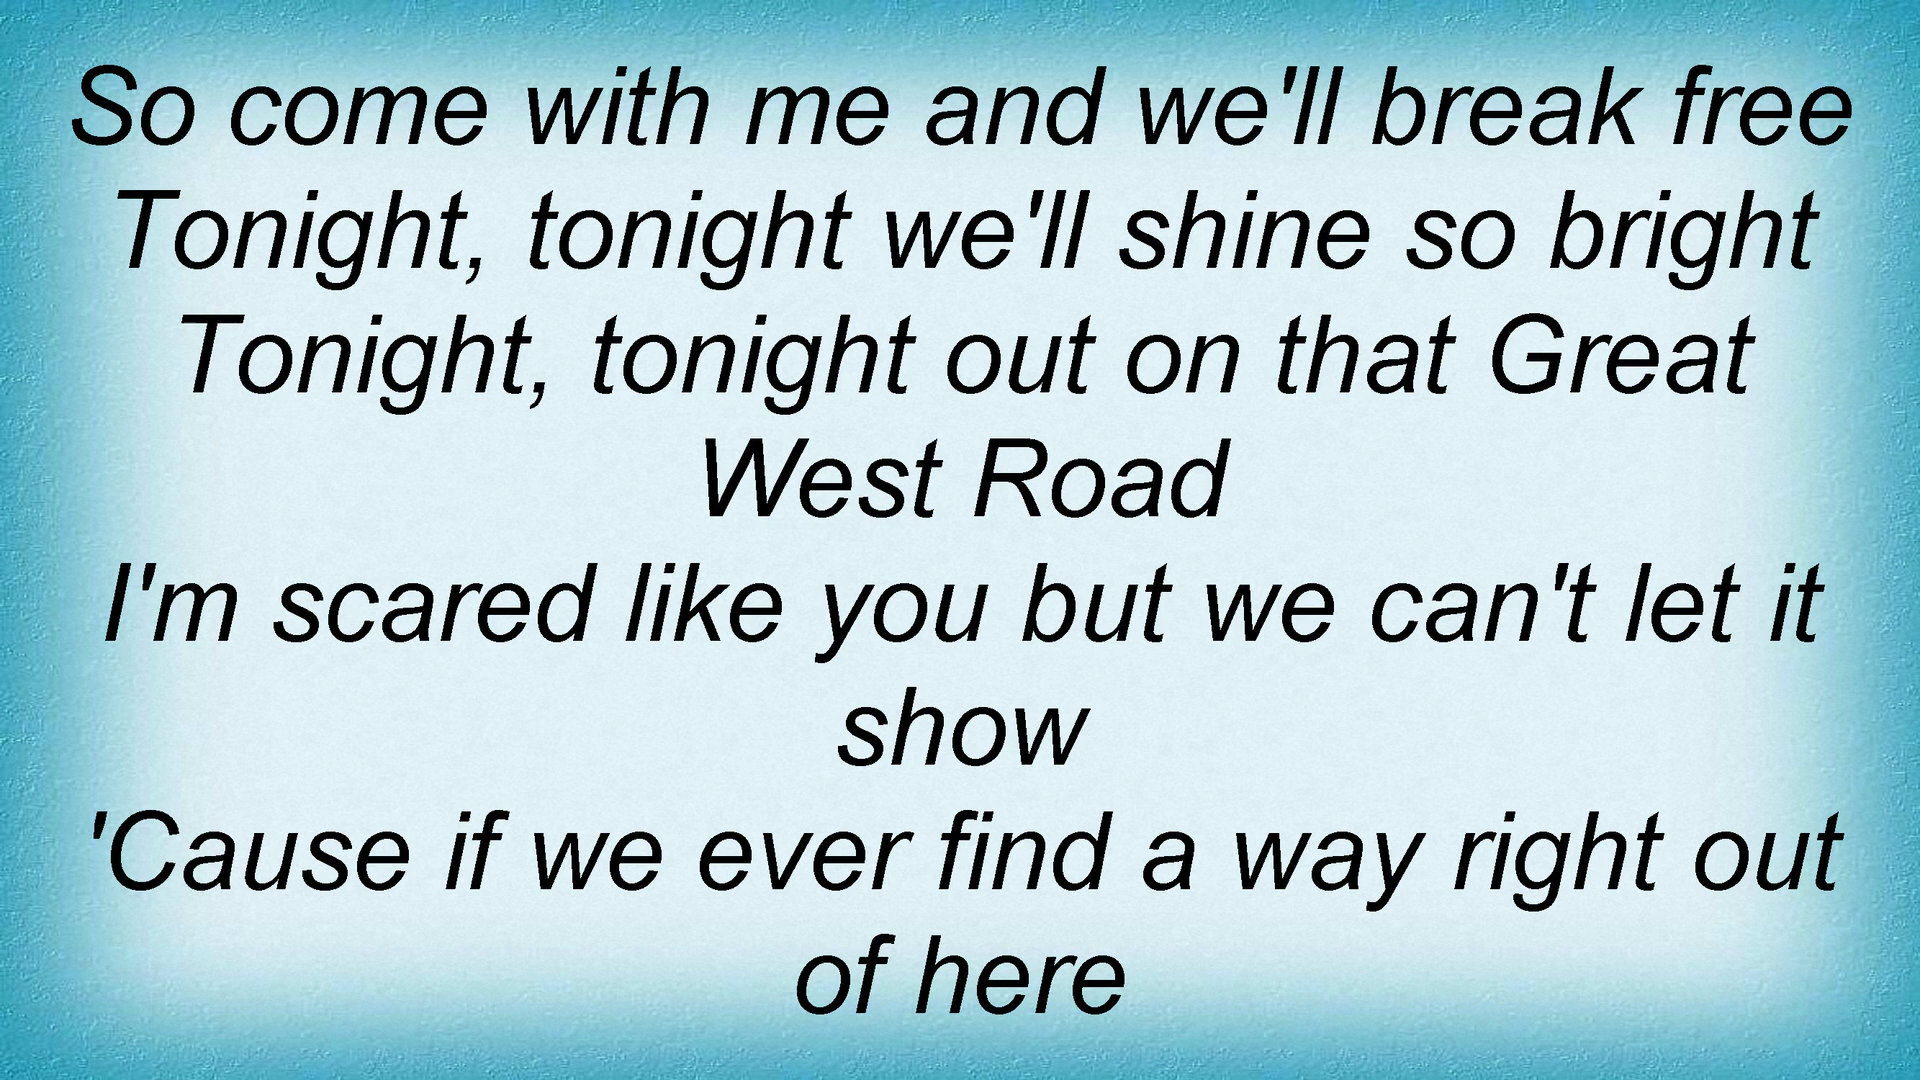 So come with me and we'll break free
Tonight, tonight we'll shine so bright
Tonight, tonight out on that Great
West Road
I'm scared like you but we can't let it
show
'Cause if we ever find a way right out
of here